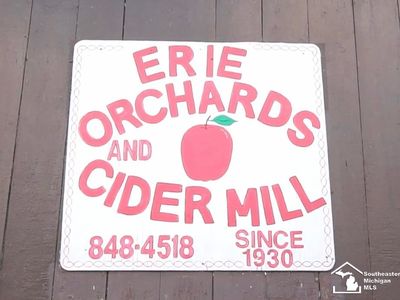 ERIE
ORCHARDS
AND
CIDER MILL
848-4518
SINCE
1930
Southeastern
Michigan
MLS